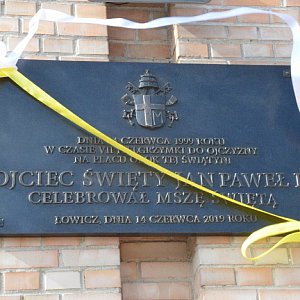 DNIA 14 CZERWCA 1999 ROKU
W CZASIE VII PIELGRZYMKI DO OJCZYZNY
NA PLACU OBOK TEJ ŚWIĄTYNI
OJCIEC ŚWIĘTY JAN PAWEŁ
CELEBROWAŁ MSZĘ ŚWIĘTĄ
ŁOWICZ, DNIA 14 CZERWCA 2019 ROKU